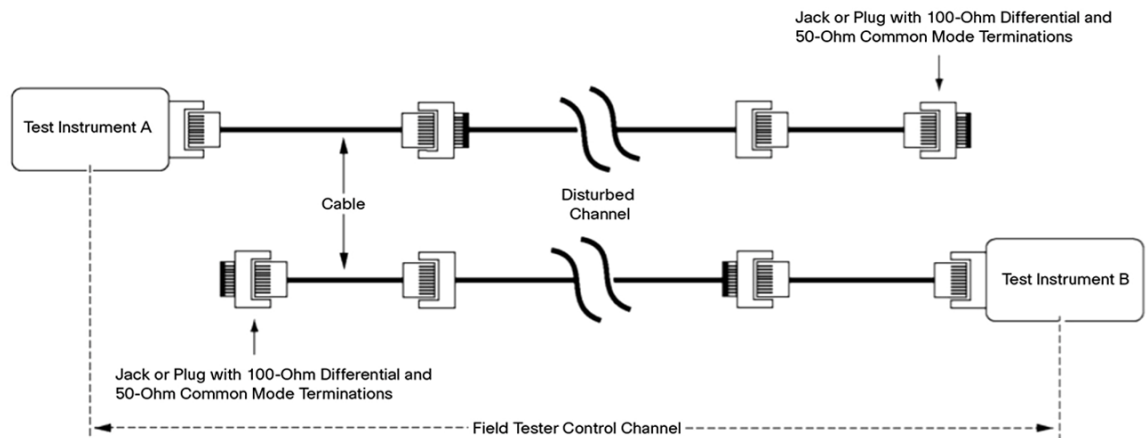 Jack or Plug with 100-Ohm Differential and
50-Ohm Common Mode Terminations
Test Instrument A
Cable
Disturbed
Channel
Test Instrument B
Jack or Plug with 100-Ohm Differential and
50-Ohm Common Mode Terminations
Field Tester Control Channel